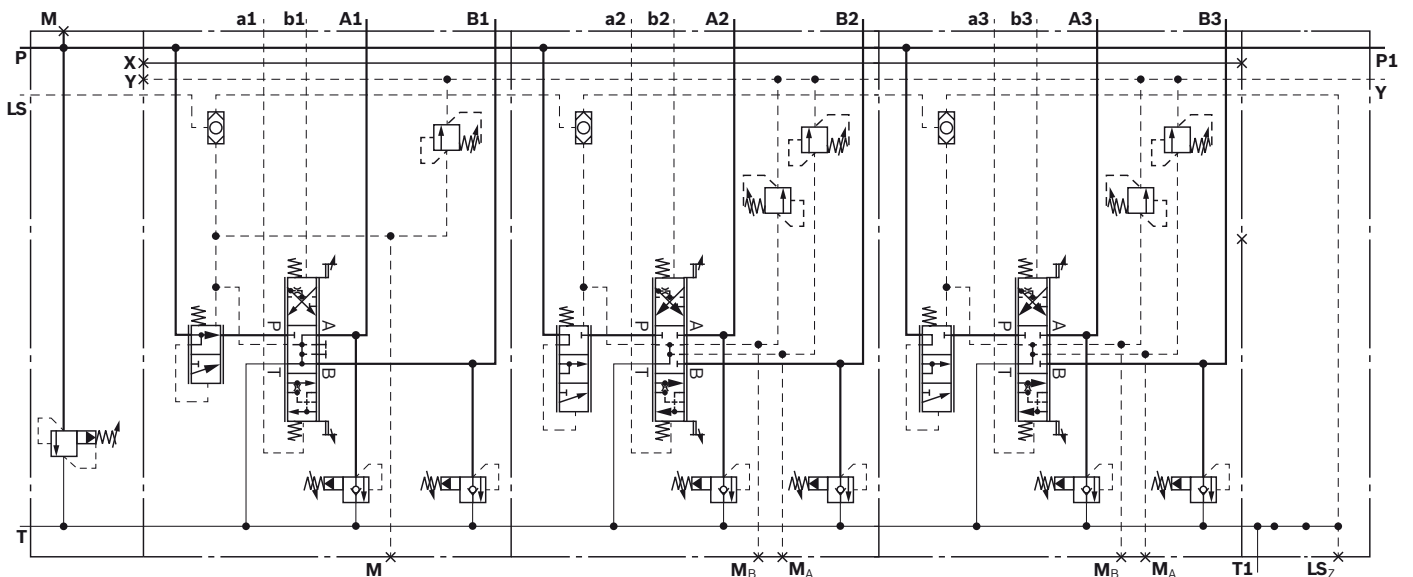 M a1 b1 A1 B1 a2 b2 A2 B2 a3 b3 A3 B3
P P1
X
Y Y
LS
P A P A P A
T B T B T B
T
M MB MA MB MA T1 LSZ